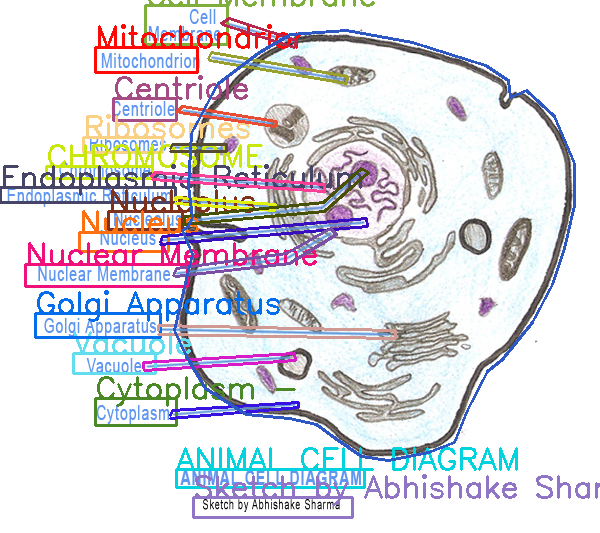 Cell Membrane
Cell
Membrane
Mitochondrion
Mitochondrion
Centriole
Centriole
Ribosomes
Ribosomes
CHROMOSOME
Endoplasmic Reticulum
Endoplasmic Reticulum
Nucleolus
Nucleolus
Nucleus
Nucleus
Nuclear Membrane
Nuclear Membrane
Golgi Apparatus
Golgi Apparatus
Vacuole
Vacuole
Cytoplasm –
Cytoplasm
ANIMAL CELL DIAGRAM
ANIMAL CELL DIAGRAM
Sketch by Abhishake Shar
Sketch by Abhishake Sharma